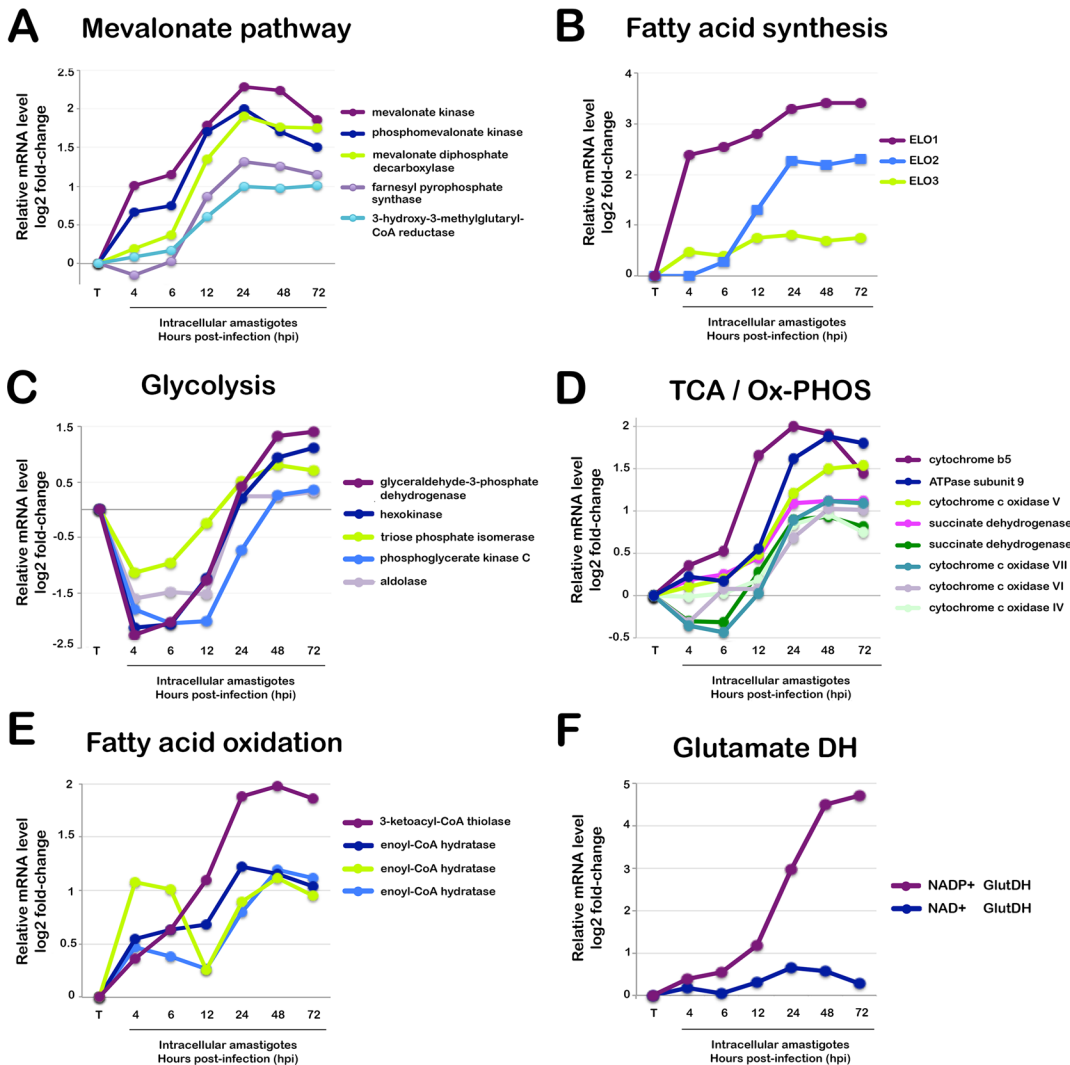 A Mevalonate pathway
Relative mRNA level
log2 fold-change
2.5
2
1.5
1
0.5
0
T 4 6 12 24 48 72
Intracellular amastigotes
Hours post-infection (hpi)
mevalonate kinase
phosphomevalonate kinase
mevalonate diphosphate
decarboxylase
farnesyl pyrophosphate
synthase
3-hydroxy-3-methylglutaryl-
CoA reductase
B Fatty acid synthesis
Relative mRNA level
log2 fold-change
4
3
2
1
0
T 4 6 12 24 48 72
Intracellular amastigotes
Hours post-infection (hpi)
ELO1
ELO2
ELO3
C Glycolysis
Relative mRNA level
log2 fold-change
1.5
0.5
-0.5
-1.5
-2.5
T 4 6 12 24 48 72
Intracellular amastigotes
Hours post-infection (hpi)
glyceraldehyde-3-phosphate
dehydrogenase
hexokinase
triose phosphate isomerase
phosphoglycerate kinase C
aldolase
D TCA / Ox-PHOS
Relative mRNA level
log2 fold-change
2
1.5
1
0.5
0
-0.5
T 4 6 12 24 48 72
Intracellular amastigotes
Hours post-infection (hpi)
cytochrome b5
ATPase subunit 9
cytochrome c oxidase V
succinate dehydrogenase
succinate dehydrogenase
cytochrome c oxidase VII
cytochrome c oxidase VI
cytochrome c oxidase IV
E Fatty acid oxidation
Relative mRNA level
log2 fold-change
2
1.5
1
0.5
0
T 4 6 12 24 48 72
Intracellular amastigotes
Hours post-infection (hpi)
3-ketoacyl-CoA thiolase
enoyl-CoA hydratase
enoyl-CoA hydratase
enoyl-CoA hydratase
F Glutamate DH
Relative mRNA level
log2 fold-change
5
4
3
2
1
0
T 4 6 12 24 48 72
Intracellular amastigotes
Hours post-infection (hpi)
NADP+ GlutDH
NAD+ GlutDH